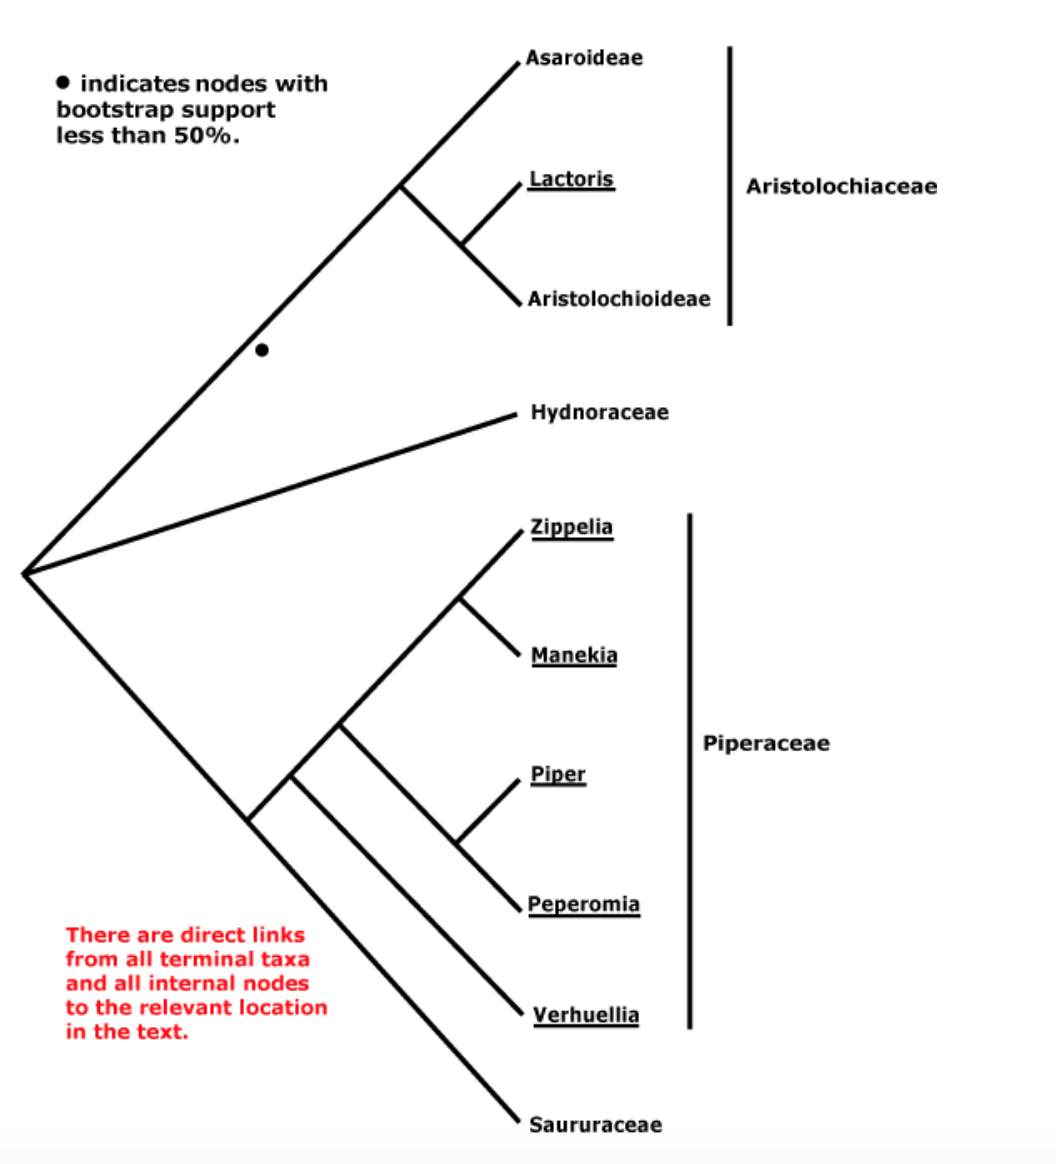 ● indicates nodes with
bootstrap support
less than 50%.
Asaroideae
Lactoris
Aristolochiaceae
Aristolochioideae
Hydnoraceae
Zippelia
Manekia
Piperaceae
Piper
Peperomia
There are direct links
from all terminal taxa
and all internal nodes
to the relevant location
in the text.
Verhuellia
Saururaceae